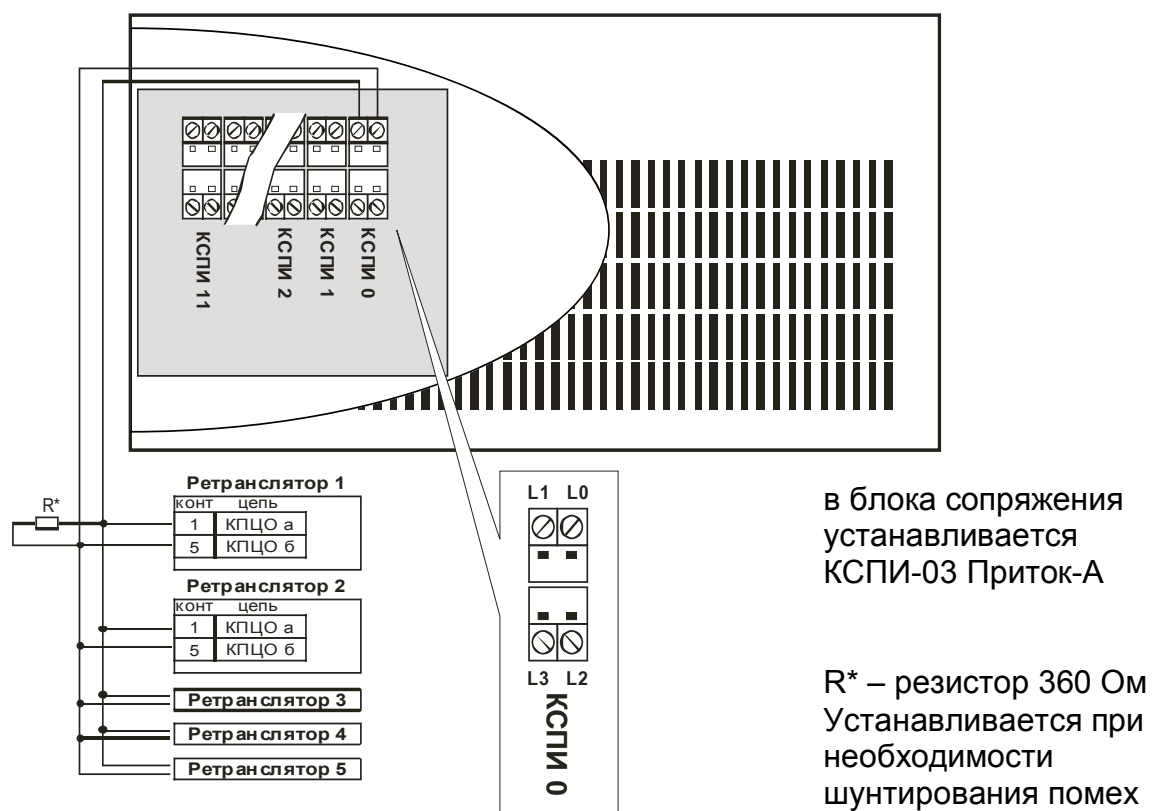 КСПИ 11
КСПИ 2
КСПИ 1
КСПИ 0
R*
Ретранслятор 1
конт цепь
1 КПЦО а
5 КПЦО б
Ретранслятор 2
конт цепь
1 КПЦО а
5 КПЦО б
Ретранслятор 3
Ретранслятор 4
Ретранслятор 5
L1 L0
L3 L2
КСПИ 0
в блока сопряжения
устанавливается
КСПИ-03 Приток-А
R* – резистор 360 Ом
Устанавливается при
необходимости
шунтирования помех